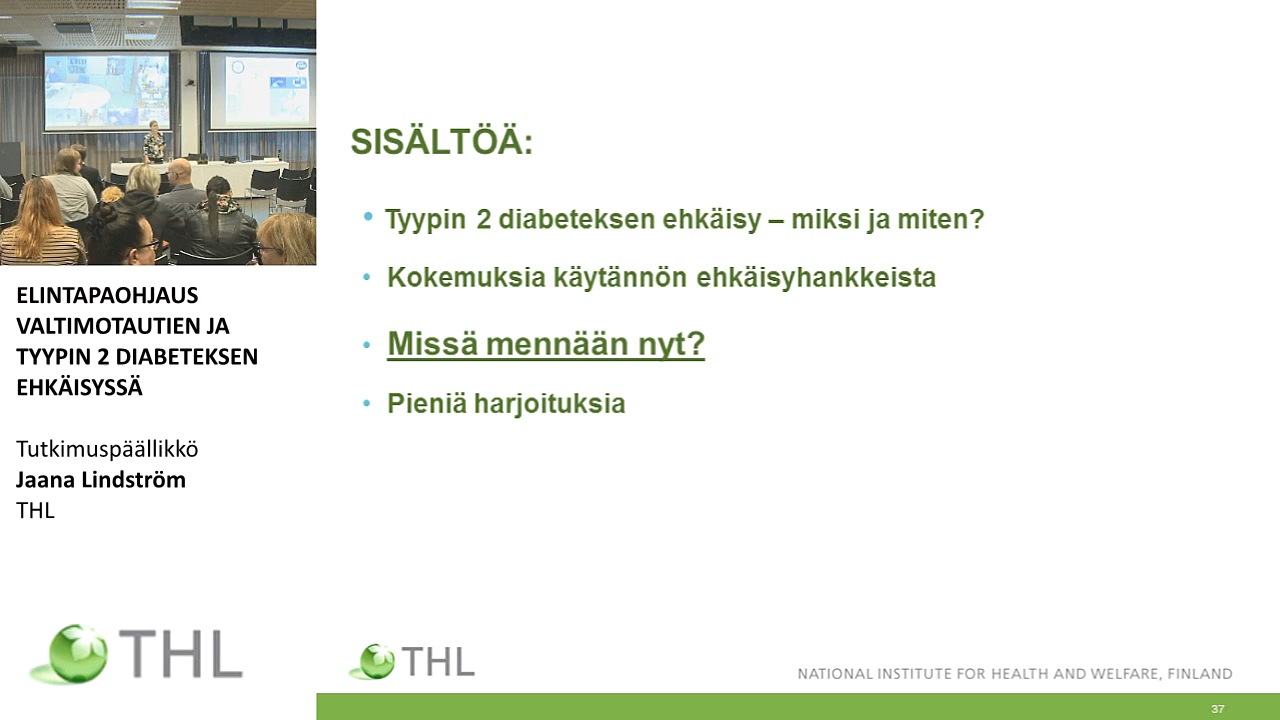 ELINTAPAOHJAUS
VALTIMOTAUTIEN JA
TYYPIN 2 DIABETEKSEN
EHKÄISYSSÄ
Tutkimuspäällikkö
Jaana Lindström
THL
THL
SISÄLTÖÄ:
• Tyypin 2 diabeteksen ehkäisy – miksi ja miten?
• Kokemuksia käytännön ehkäisyhankkeista
• Missä mennään nyt?
• Pieniä harjoituksia
THL
NATIONAL INSTITUTE FOR HEALTH AND WELFARE, FINLAND
37